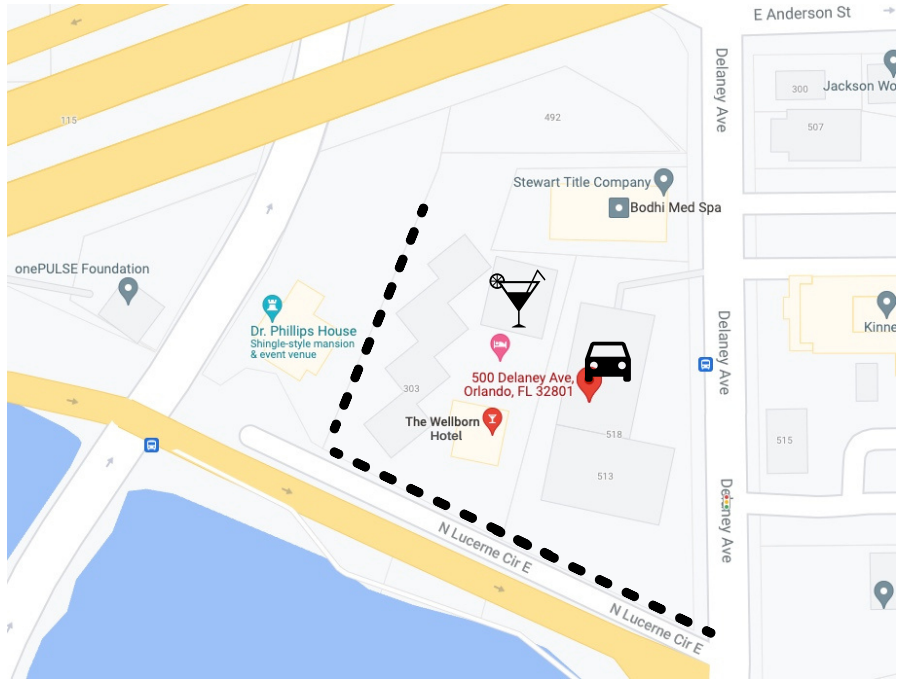 E Anderson St
Delaney Ave
115
492
300
Jackson Wo
507
Stewart Title Company
Bodhi Med Spa
onePULSE Foundation
Dr. Phillips House
Shingle-style mansion
& event venue
303
500 Delaney Ave,
Orlando, FL 32801
The Wellborn
Hotel
518
513
Delaney Ave
Kinne
515
Delaney Ave
N Lucerne Cir E
N Lucerne Cir E